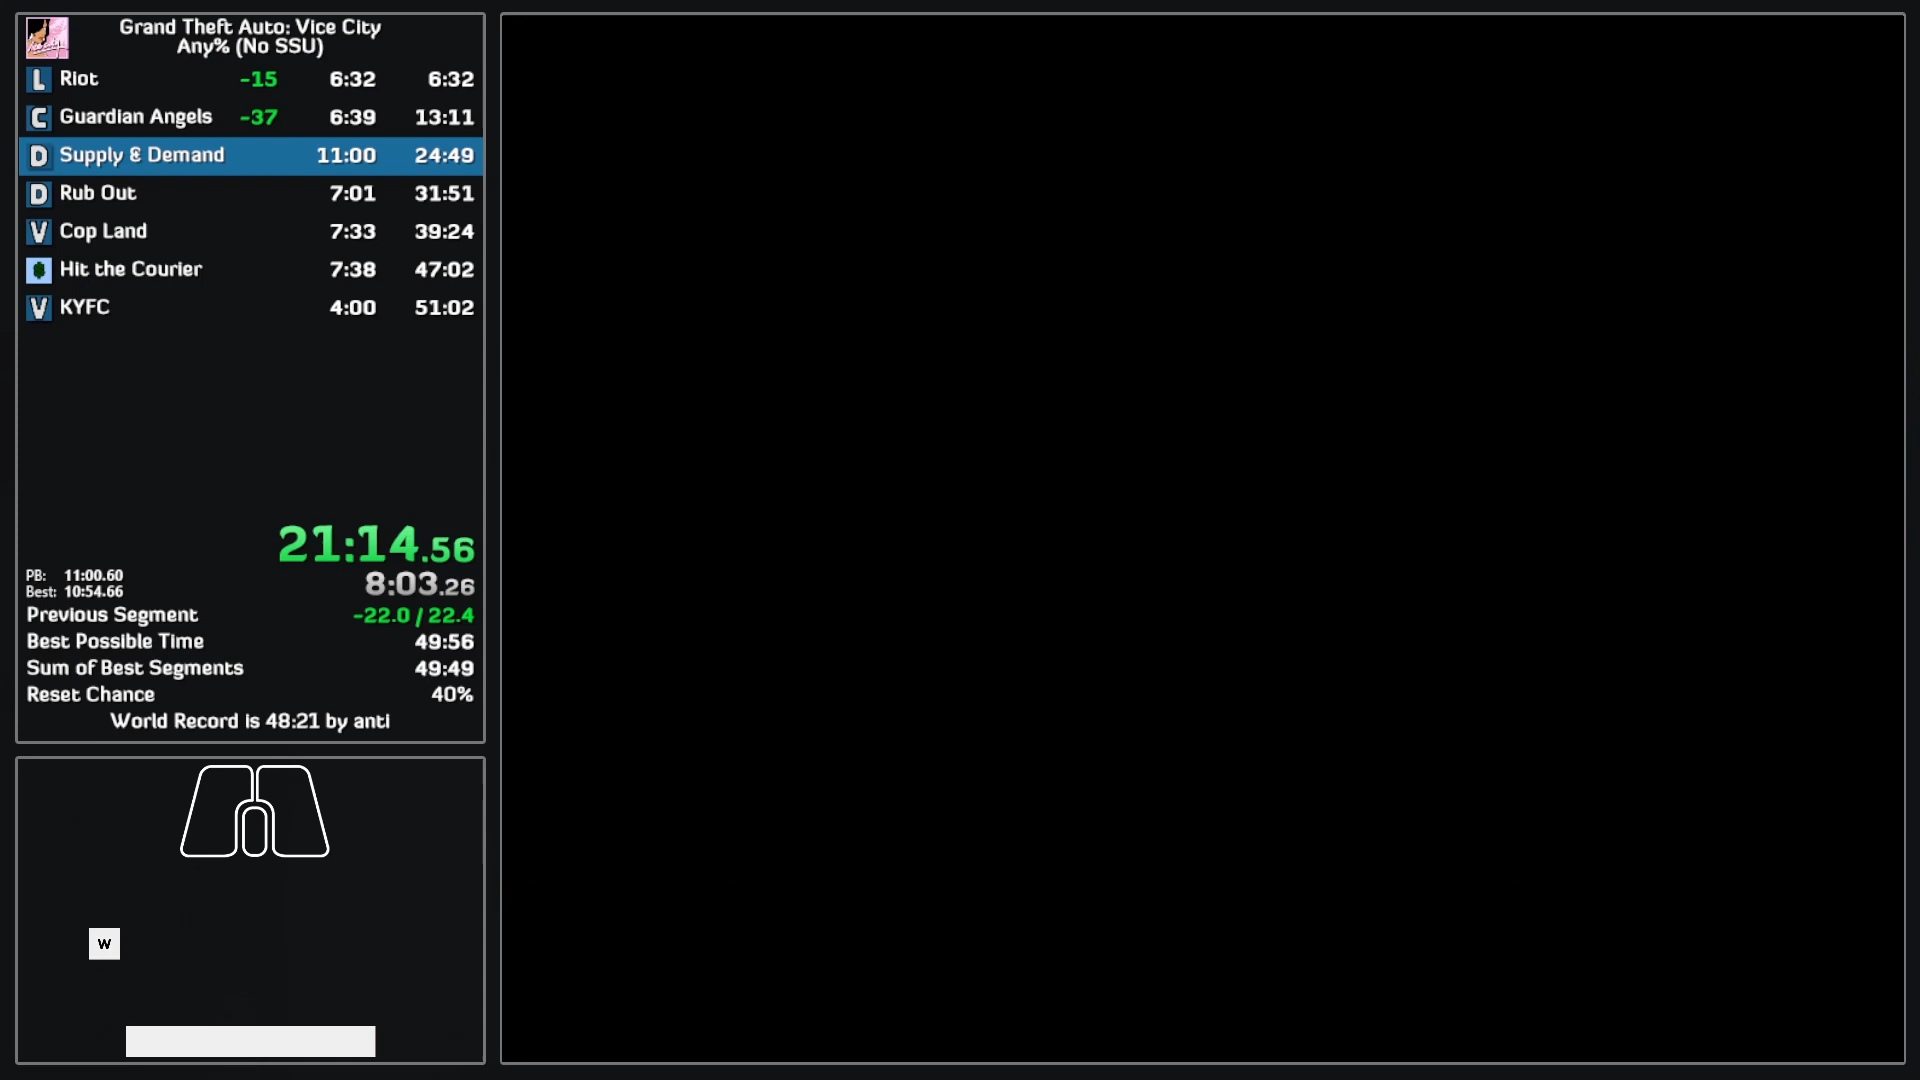 Grand Theft Auto: Vice City
Any% (No SSU)
L Riot -15 6:32 6:32
C Guardian Angels -37 6:39 13:11
D Supply & Demand 11:00 24:49
D Rub Out 7:01 31:51
V Cop Land 7:33 39:24
Hit the Courier 7:38 47:02
V KYFC 4:00 51:02
21:14.56
PB: 11:00.60
8:03.26
Best: 10:54.66
Previous Segment -22.0 / 22.4
Best Possible Time 49:56
Sum of Best Segments 49:49
Reset Chance 40%
World Record is 48:21 by anti
W